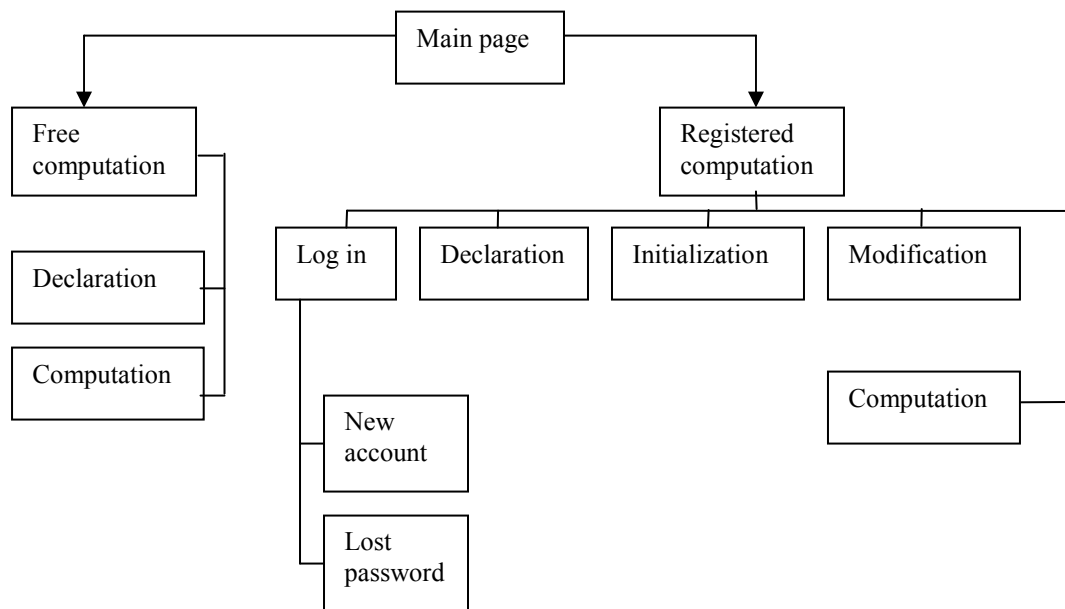 Main page
Free
computation
Registered
computation
Log in
Declaration
Initialization
Modification
Declaration
Computation
Computation
New
account
Lost
password